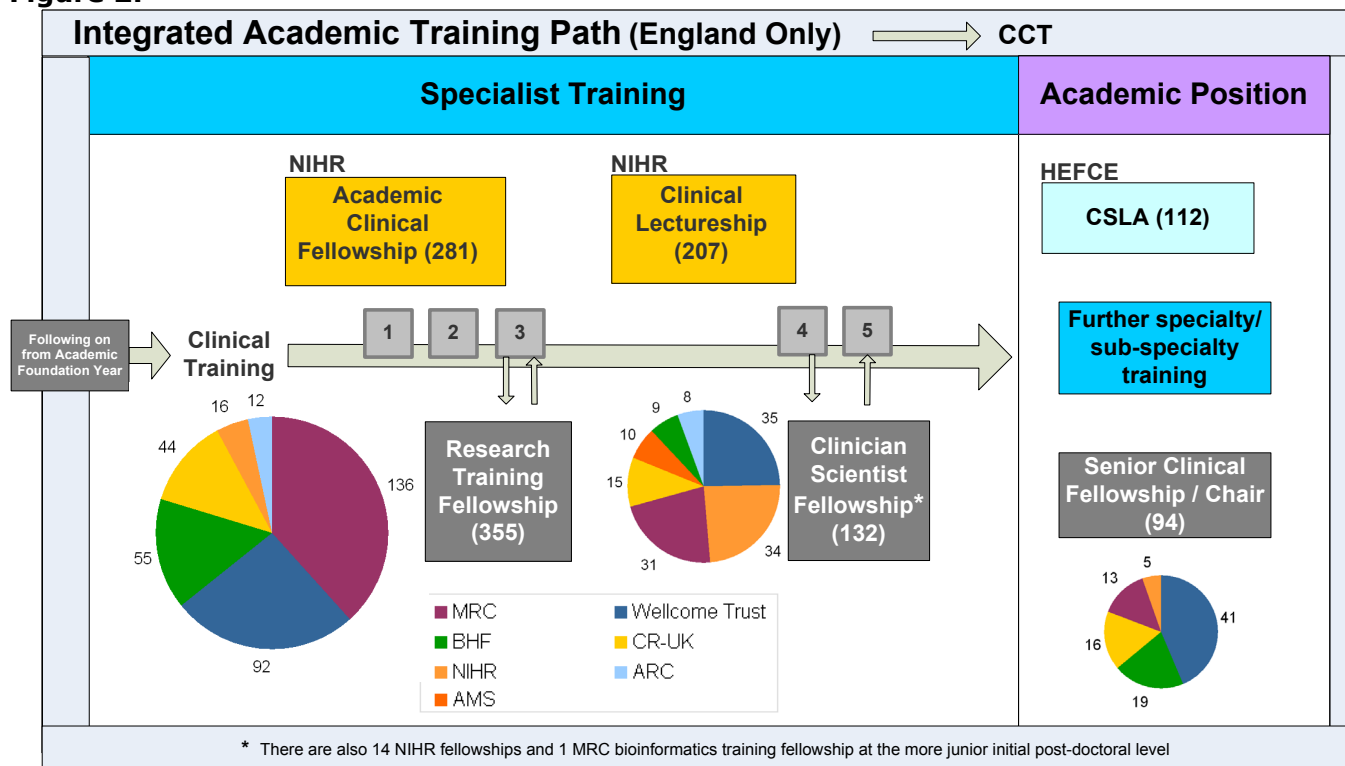 Integrated Academic Training Path (England Only)
CCT
Specialist Training
Academic Position
NIHR
Academic
Clinical
Fellowship (281)
NIHR
Clinical
Lectureship
(207)
HEFCE
CSLA (112)
Following on
from Academic
Foundation Year
Clinical
Training
1
2
3
4
5
Further specialty/
sub-specialty
training
Research
Training
Fellowship
(355)
Clinician
Scientist
Fellowship*
(132)
Senior Clinical
Fellowship / Chair
(94)
136
92
55
44
16
12
35
34
31
15
10
9
8
41
19
16
13
5
MRC
Wellcome Trust
BHF
CR-UK
NIHR
ARC
AMS
* There are also 14 NIHR fellowships and 1 MRC bioinformatics training fellowship at the more junior initial post-doctoral level